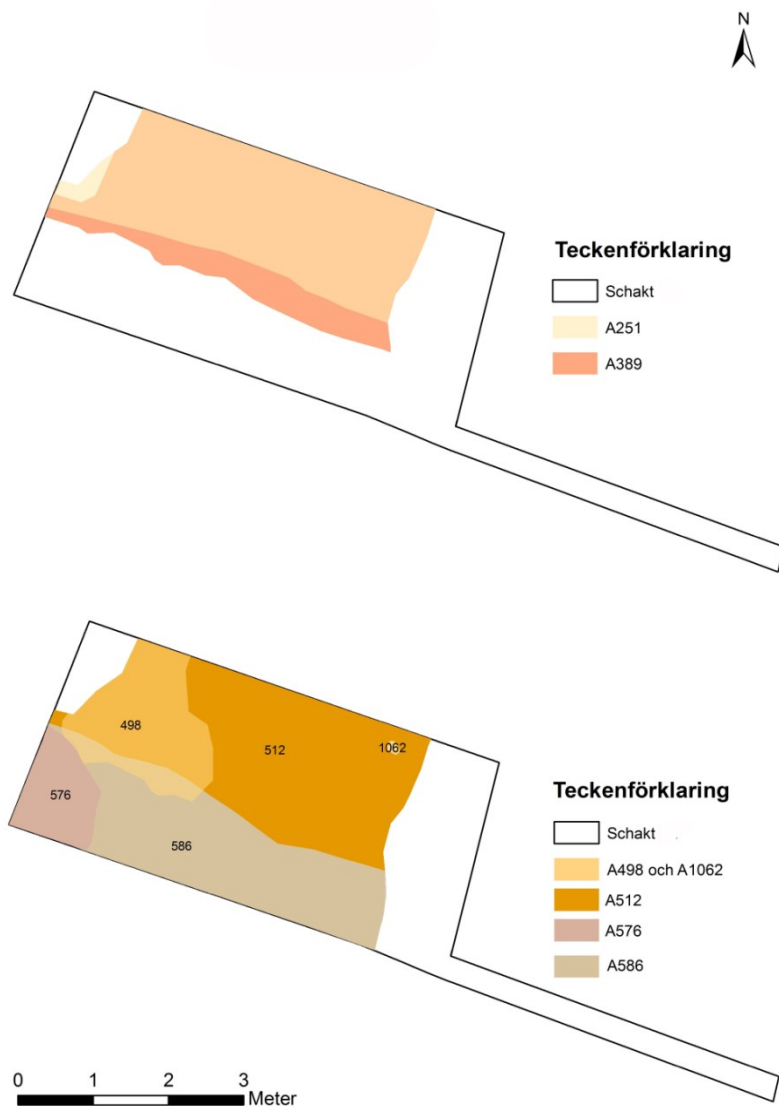 N
Teckenförklaring
Schakt
A251
A389
498
512
1062
576
586
Teckenförklaring
Schakt
A498 och A1062
A512
A576
A586
0 1 2 3
Meter